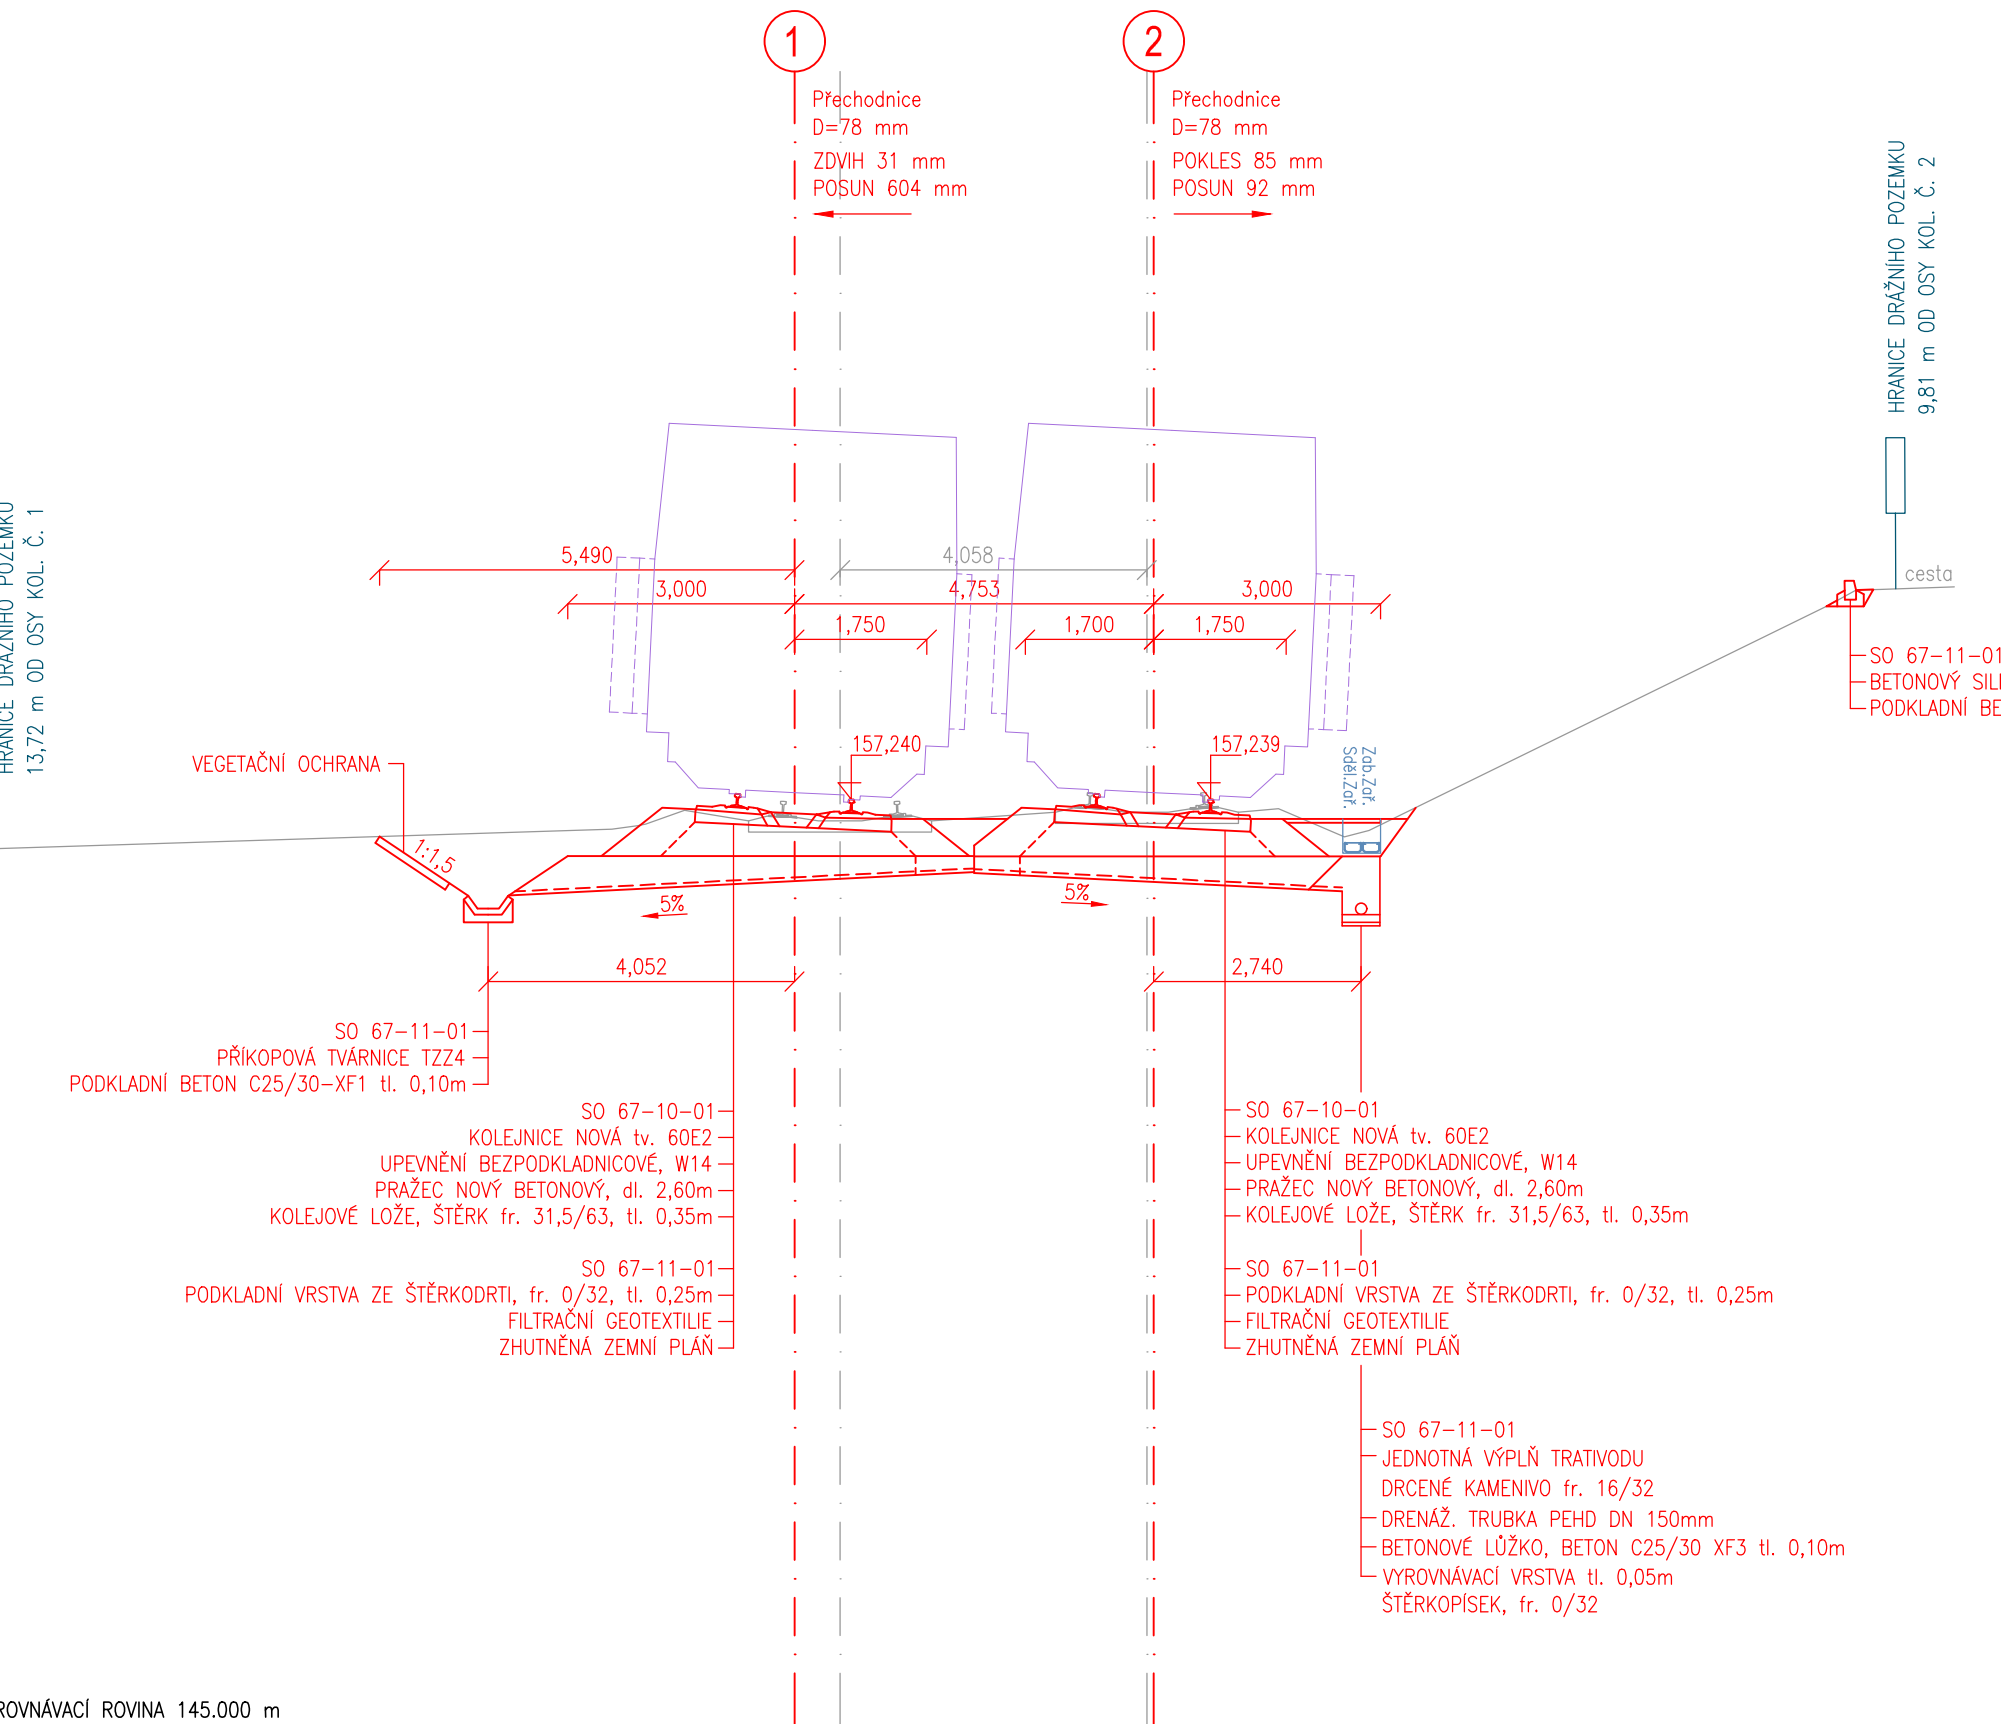 1
2
Přechodnice
D=78 mm
ZDVIH 31 mm
POSUN 604 mm
Přechodnice
D=78 mm
POKLES 85 mm
POSUN 92 mm
HRANICE DRÁŽNÍHO POZEMKU
9,81 m OD OSY KOL. Č. 2
HRANICE DRÁŽNÍHO POZEMKU
13,72 m OD OSY KOL. Č. 1
5,490
4,058
3,000
4,753
3,000
1,750
1,700
1,750
cesta
SO 67-11-01
BETONOVÝ
PODKLADNÍ
157,240
157,239
Zab.Zař.
Sděl.Zař.
VEGETAČNÍ OCHRANA
1:1,5
5%
5%
4,052
2,740
SO 67-11-01
PŘÍKOPOVÁ TVÁRNICE TZZ4
PODKLADNÍ BETON C25/30-XF1 tl. 0,10m
SO 67-10-01
KOLEJNICE NOVÁ tv. 60E2
UPEVNĚNÍ BEZPODKLADNICOVÉ, W14
PRAŽEC NOVÝ BETONOVÝ, dl. 2,60m
KOLEJOVÉ LOŽE, ŠTĚRK fr. 31,5/63, tl. 0,35m
SO 67-11-01
PODKLADNÍ VRSTVA ZE ŠTĚRKODRTI, fr. 0/32, tl. 0,25m
FILTRAČNÍ GEOTEXTILIE
ZHUTNĚNÁ ZEMNÍ PLÁŇ
SO 67-10-01
KOLEJNICE NOVÁ tv. 60E2
UPEVNĚNÍ BEZPODKLADNICOVÉ, W14
PRAŽEC NOVÝ BETONOVÝ, dl. 2,60m
KOLEJOVÉ LOŽE, ŠTĚRK fr. 31,5/63, tl. 0,35m
SO 67-11-01
PODKLADNÍ VRSTVA ZE ŠTĚRKODRTI, fr. 0/32, tl. 0,25m
FILTRAČNÍ GEOTEXTILIE
ZHUTNĚNÁ ZEMNÍ PLÁŇ
SO 67-11-01
JEDNOTNÁ VÝPLŇ TRATIVODU
DRCENÉ KAMENIVO fr. 16/32
DRENÁŽ. TRUBKA PEHD DN 150mm
BETONOVÉ LŮŽKO, BETON C25/30 XF3 tl. 0,10m
VYROVNÁVACÍ VRSTVA tl. 0,05m
ŠTĚRKOPÍSEK, fr. 0/32
ROVNÁVACÍ ROVINA 145.000 m